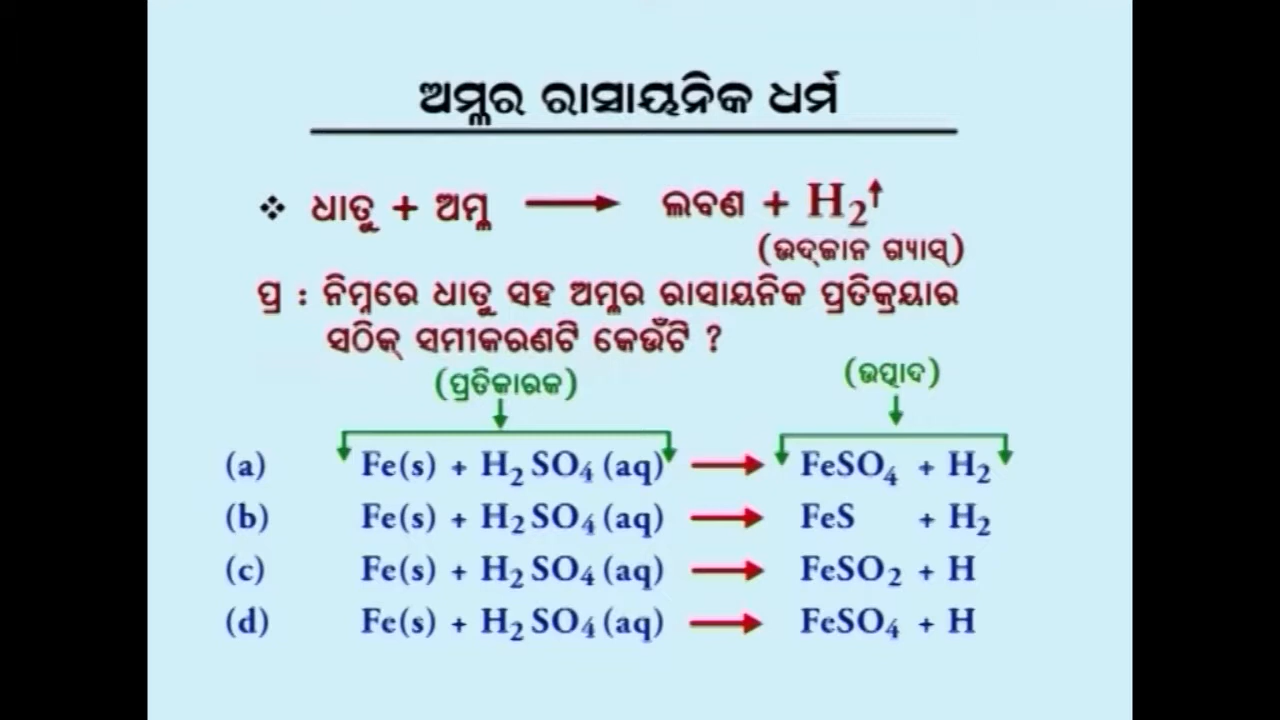 ଅମ୍ଳର ରାସାୟନିକ ଧର୍ମ
❖ ଧାତୁ + ଅମ୍ଳ → ଲବଣ + H₂↑
(ଉଦ୍‌ଜାନ ଗ୍ୟାସ୍)
ପ୍ର : ନିମ୍ନରେ ଧାତୁ ସହ ଅମ୍ଳର ରାସାୟନିକ ପ୍ରତିକ୍ରୟାର
ସଠିକ୍ ସମୀକରଣଟି କେଉଁଟି ?
(ପ୍ରତିକାରକ) (ଉତ୍ପାଦ)
(a) Fe(s) + H₂SO₄(aq) → FeSO₄ + H₂
(b) Fe(s) + H₂SO₄(aq) → FeS + H₂
(c) Fe(s) + H₂SO₄(aq) → FeSO₂ + H
(d) Fe(s) + H₂SO₄(aq) → FeSO₄ + H